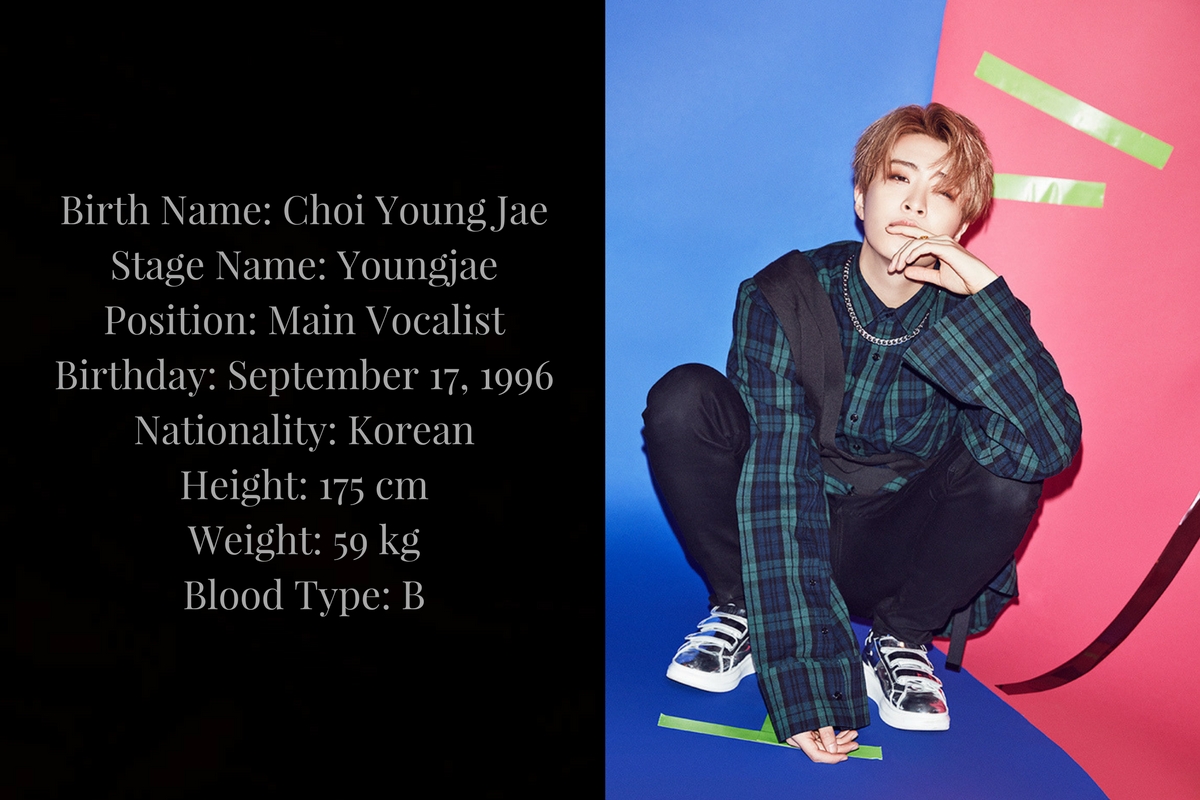 Birth Name: Choi Young Jae
Stage Name: Youngjae
Position: Main Vocalist
Birthday: September 17, 1996
Nationality: Korean
Height: 175 cm
Weight: 59 kg
Blood Type: B